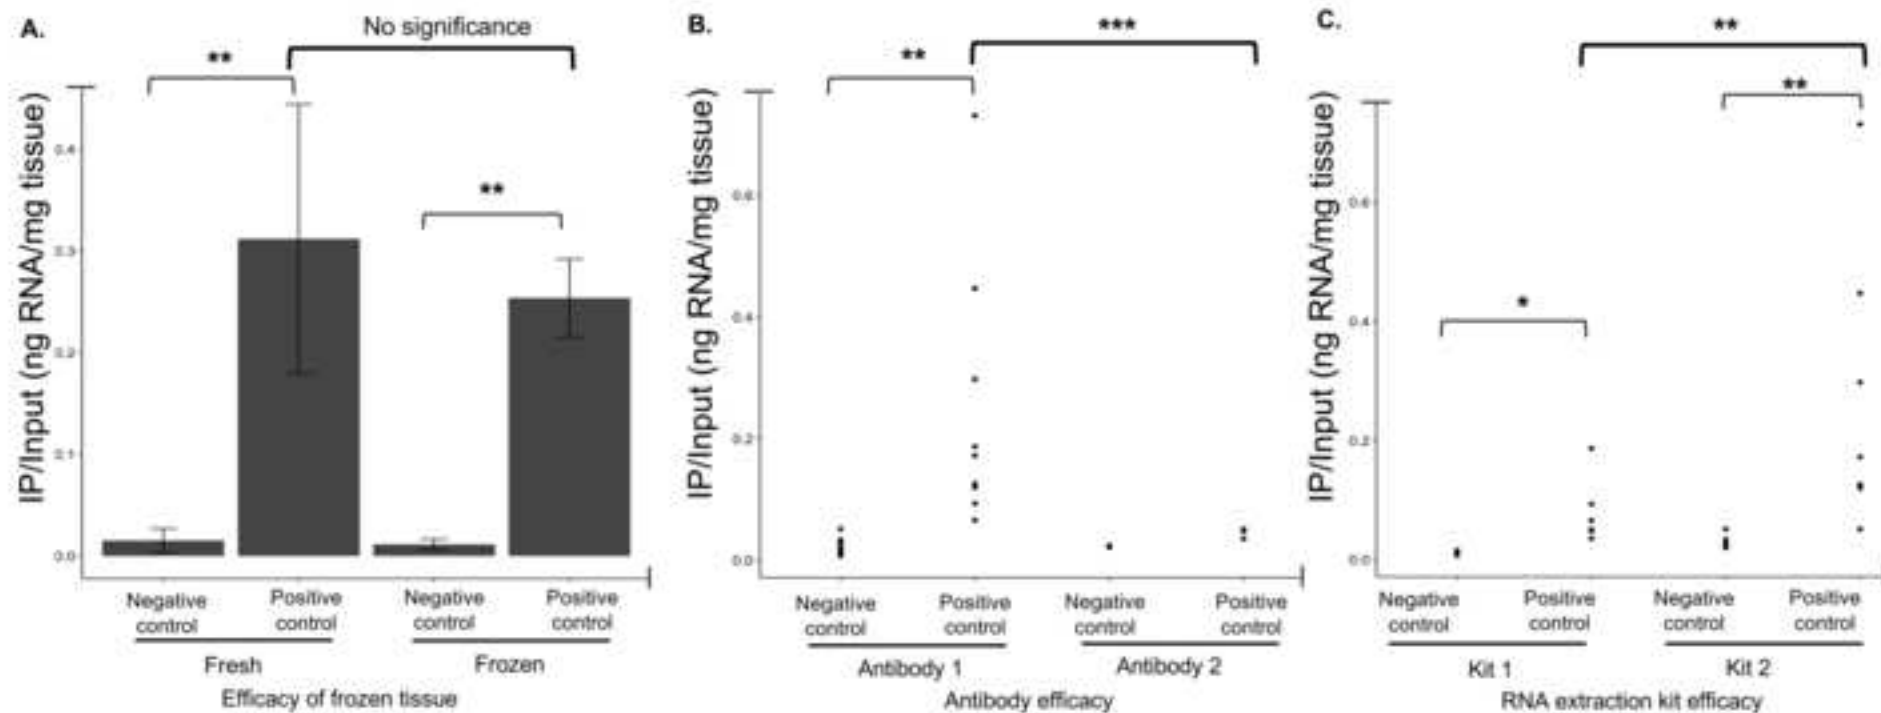 A.
No significance
**
**
IP/Input (ng RNA/mg tissue)
0.4
0.3
0.2
0.1
0.0
Negative control
Positive control
Negative control
Positive control
Fresh
Frozen
Efficacy of frozen tissue
B.
***
**
IP/Input (ng RNA/mg tissue)
0.6
0.4
0.2
0.0
Negative control
Positive control
Negative control
Positive control
Antibody 1
Antibody 2
Antibody efficacy
C.
**
**
*
IP/Input (ng RNA/mg tissue)
0.6
0.4
0.2
0.0
Negative control
Positive control
Negative control
Positive control
Kit 1
Kit 2
RNA extraction kit efficacy